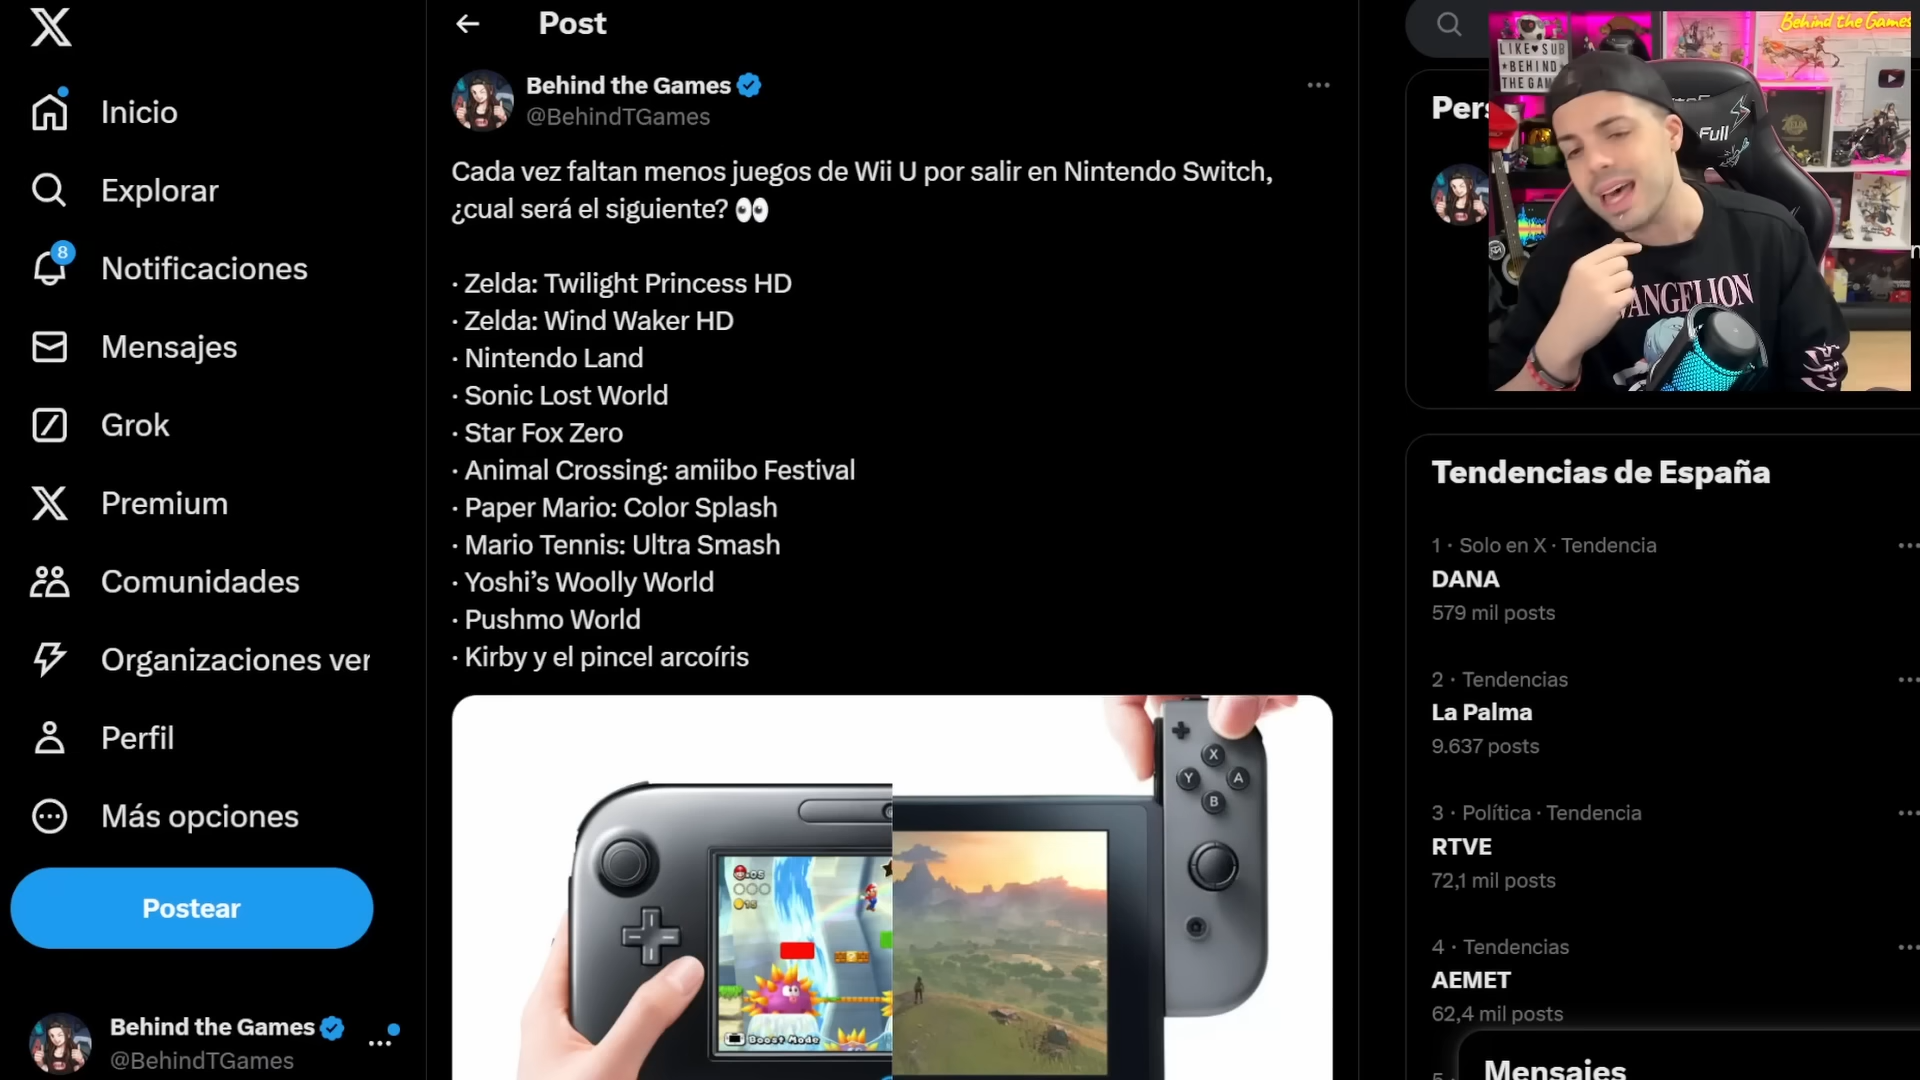 Inicio
Explorar
8
Notificaciones
Mensajes
Grok
Premium
Comunidades
Organizaciones ver
Perfil
Más opciones
Postear
Behind the Games
@BehindTGames
Post
Behind the Games
@BehindTGames
Cada vez faltan menos juegos de Wii U por salir en Nintendo Switch,
¿cual será el siguiente? 👀
· Zelda: Twilight Princess HD
· Zelda: Wind Waker HD
· Nintendo Land
· Sonic Lost World
· Star Fox Zero
· Animal Crossing: amiibo Festival
· Paper Mario: Color Splash
· Mario Tennis: Ultra Smash
· Yoshi’s Woolly World
· Pushmo World
· Kirby y el pincel arcoíris
Boost Mode
X
Y
A
B
Pers
LIKE♥SUB
★BEHIND
THE GAM
Behind the Games
Full
VANGELION
Tendencias de España
1 · Solo en X · Tendencia
DANA
579 mil posts
2 · Tendencias
La Palma
9.637 posts
3 · Política · Tendencia
RTVE
72,1 mil posts
4 · Tendencias
AEMET
62,4 mil posts
Mensajes